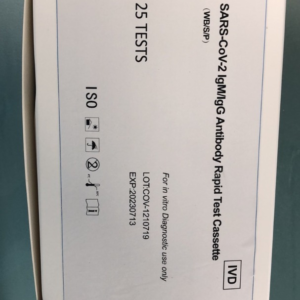 SARS-CoV-2 IgM/IgG Antibody Rapid Test Cassette
(WB/S/P)
IVD
25 TESTS
For in vitro Diagnostic use only
LOT:COV-1210719
EXP:20230713
ISO
2